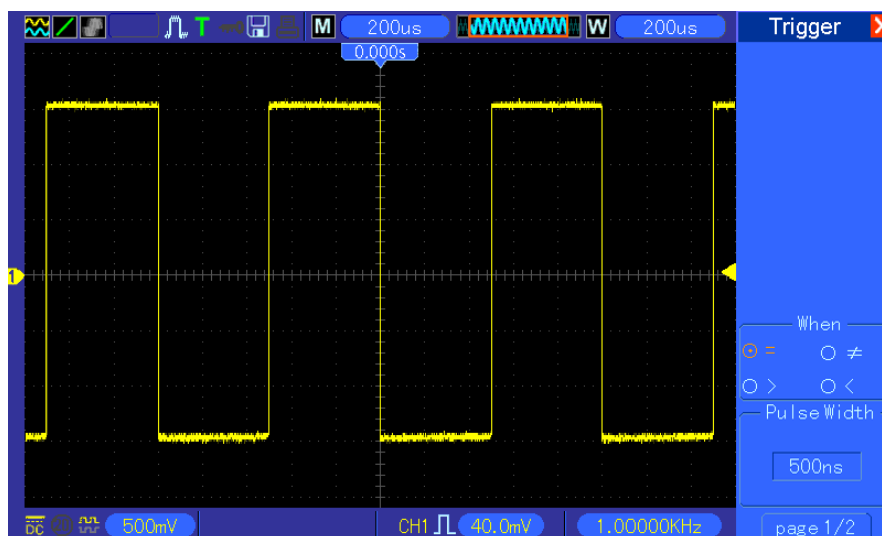 T M 200us W 200us Trigger X
0.000s
1
When
= ≠
> <
Pulse Width
500ns
DC 500mV CH1 40.0mV 1.00000KHz page 1/2